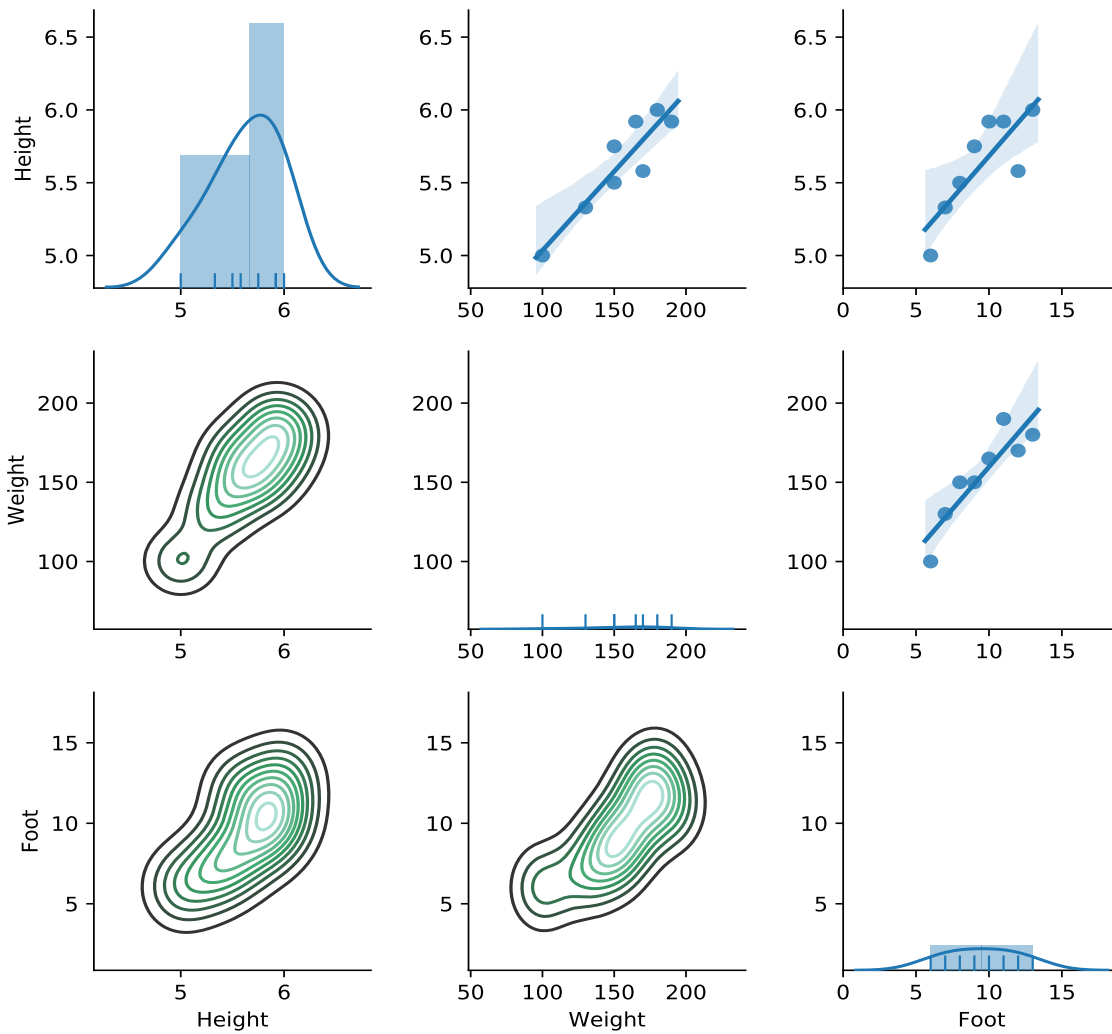 6.5 6.5 6.5
6.0 6.0 6.0
5.5 5.5 5.5
5.0 5.0 5.0
Height
5 6 50 100 150 200 0 5 10 15
200 200 200
150 150 150
100 100 100
Weight
5 6 50 100 150 200 0 5 10 15
15 15 15
10 10 10
5 5 5
Foot
5 6 50 100 150 200 0 5 10 15
Height Weight Foot